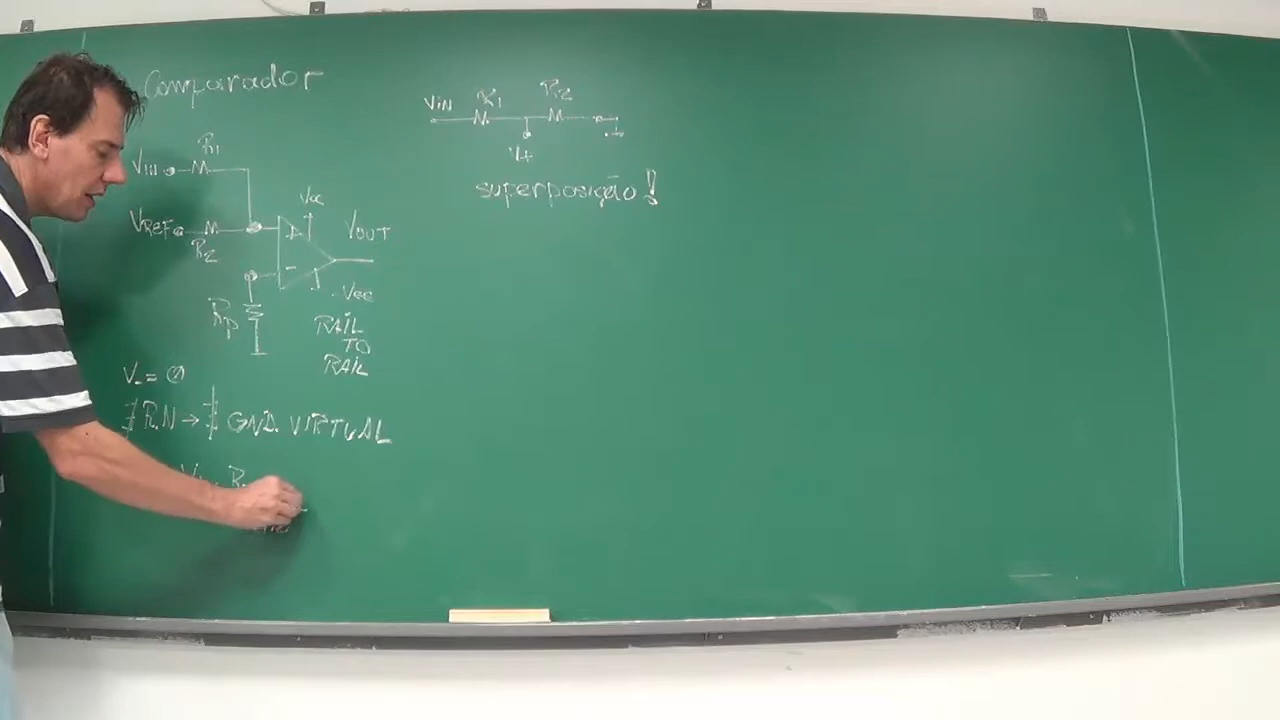 Comparador
VIN R1
VREF R2
VCC
VOUT
+
-
-VCC
RP
RAIL
TO
RAIL
V- = 0
∄ R.N → ∄ GND. VIRTUAL
VIN R1 R2
V+
superposição!